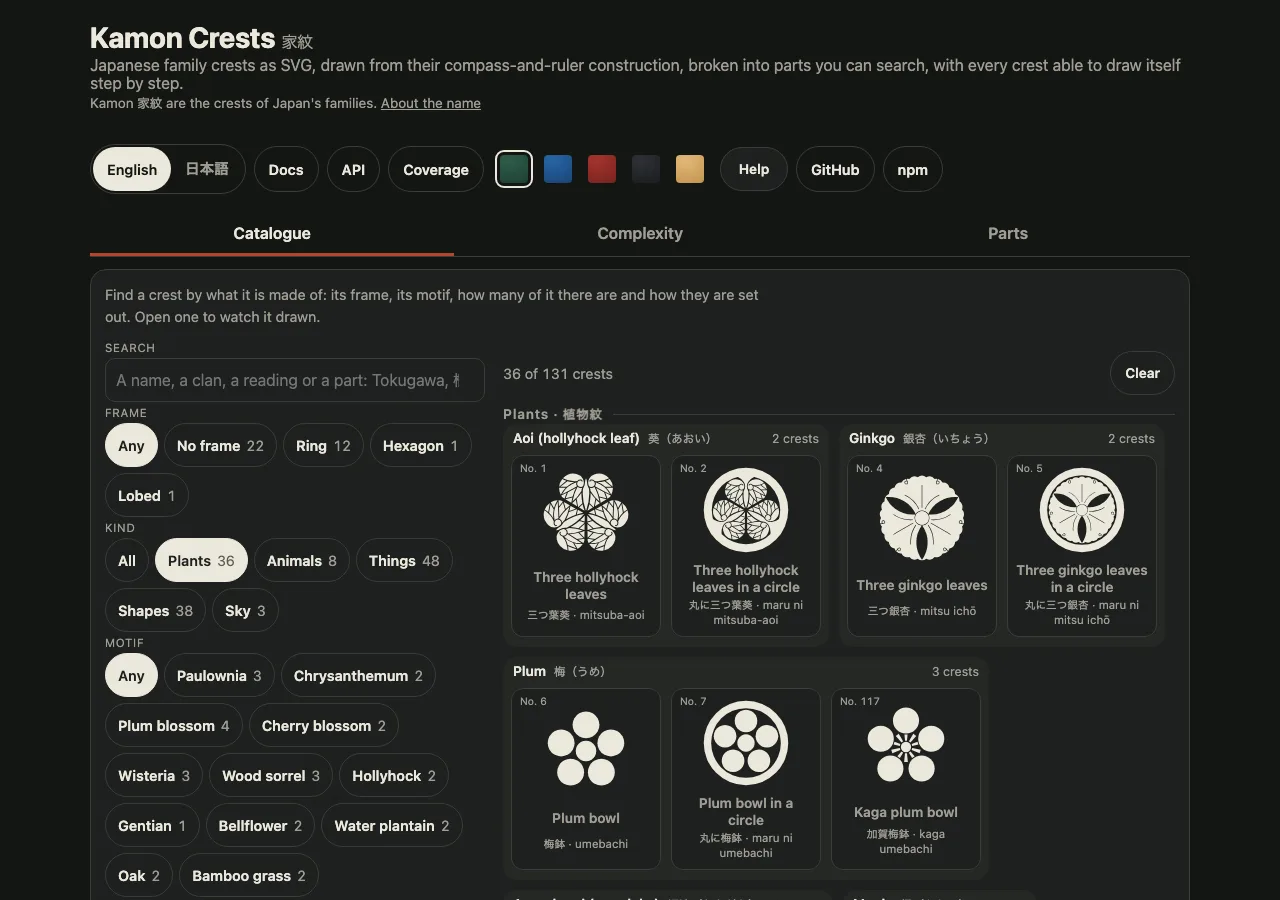 Kamon Crests 家紋
Japanese family crests as SVG, drawn from their compass-and-ruler construction, broken into parts you can search, with every crest able to draw itself
step by step.
Kamon 家紋 are the crests of Japan's families. About the name
English 日本語 Docs API Coverage Help GitHub npm
Catalogue Complexity Parts
Find a crest by what it is made of: its frame, its motif, how many of it there are and how they are set
out. Open one to watch it drawn.
SEARCH
A name, a clan, a reading or a part: Tokugawa,
FRAME
Any No frame 22 Ring 12 Hexagon 1
Lobed 1
KIND
All Plants 36 Animals 8 Things 48
Shapes 38 Sky 3
MOTIF
Any Paulownia 3 Chrysanthemum 2
Plum blossom 4 Cherry blossom 2
Wisteria 3 Wood sorrel 3 Hollyhock 2
Gentian 1 Bellflower 2 Water plantain 2
Oak 2 Bamboo grass 2
36 of 131 crests
Clear
Plants · 植物紋
Aoi (hollyhock leaf) 葵（あおい） 2 crests
No. 1
Three hollyhock
leaves
三つ葉葵 · mitsuba-aoi
No. 2
Three hollyhock
leaves in a circle
丸に三つ葉葵 · maru ni
mitsuba-aoi
Ginkgo 銀杏（いちょう） 2 crests
No. 4
Three ginkgo leaves
三つ銀杏 · mitsu ichō
No. 5
Three ginkgo leaves
in a circle
丸に三つ銀杏 · maru ni
mitsu ichō
Plum 梅（うめ） 3 crests
No. 6
Plum bowl
梅鉢 · umebachi
No. 7
Plum bowl in a
circle
丸に梅鉢 · maru ni
umebachi
No. 117
Kaga plum bowl
加賀梅鉢 · kaga
umebachi